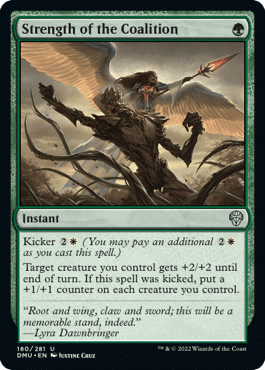 Strength of the Coalition
Instant
Kicker 2 (You may pay an additional 2
as you cast this spell.)
Target creature you control gets +2/+2 until
end of turn. If this spell was kicked, put a
+1/+1 counter on each creature you control.
"Root and wing, claw and sword; this will be a
memorable stand, indeed."
—Lyra Dawnbringer
180/281 U
DMU • EN Justine Cruz
™ & © 2022 Wizards of the Coast